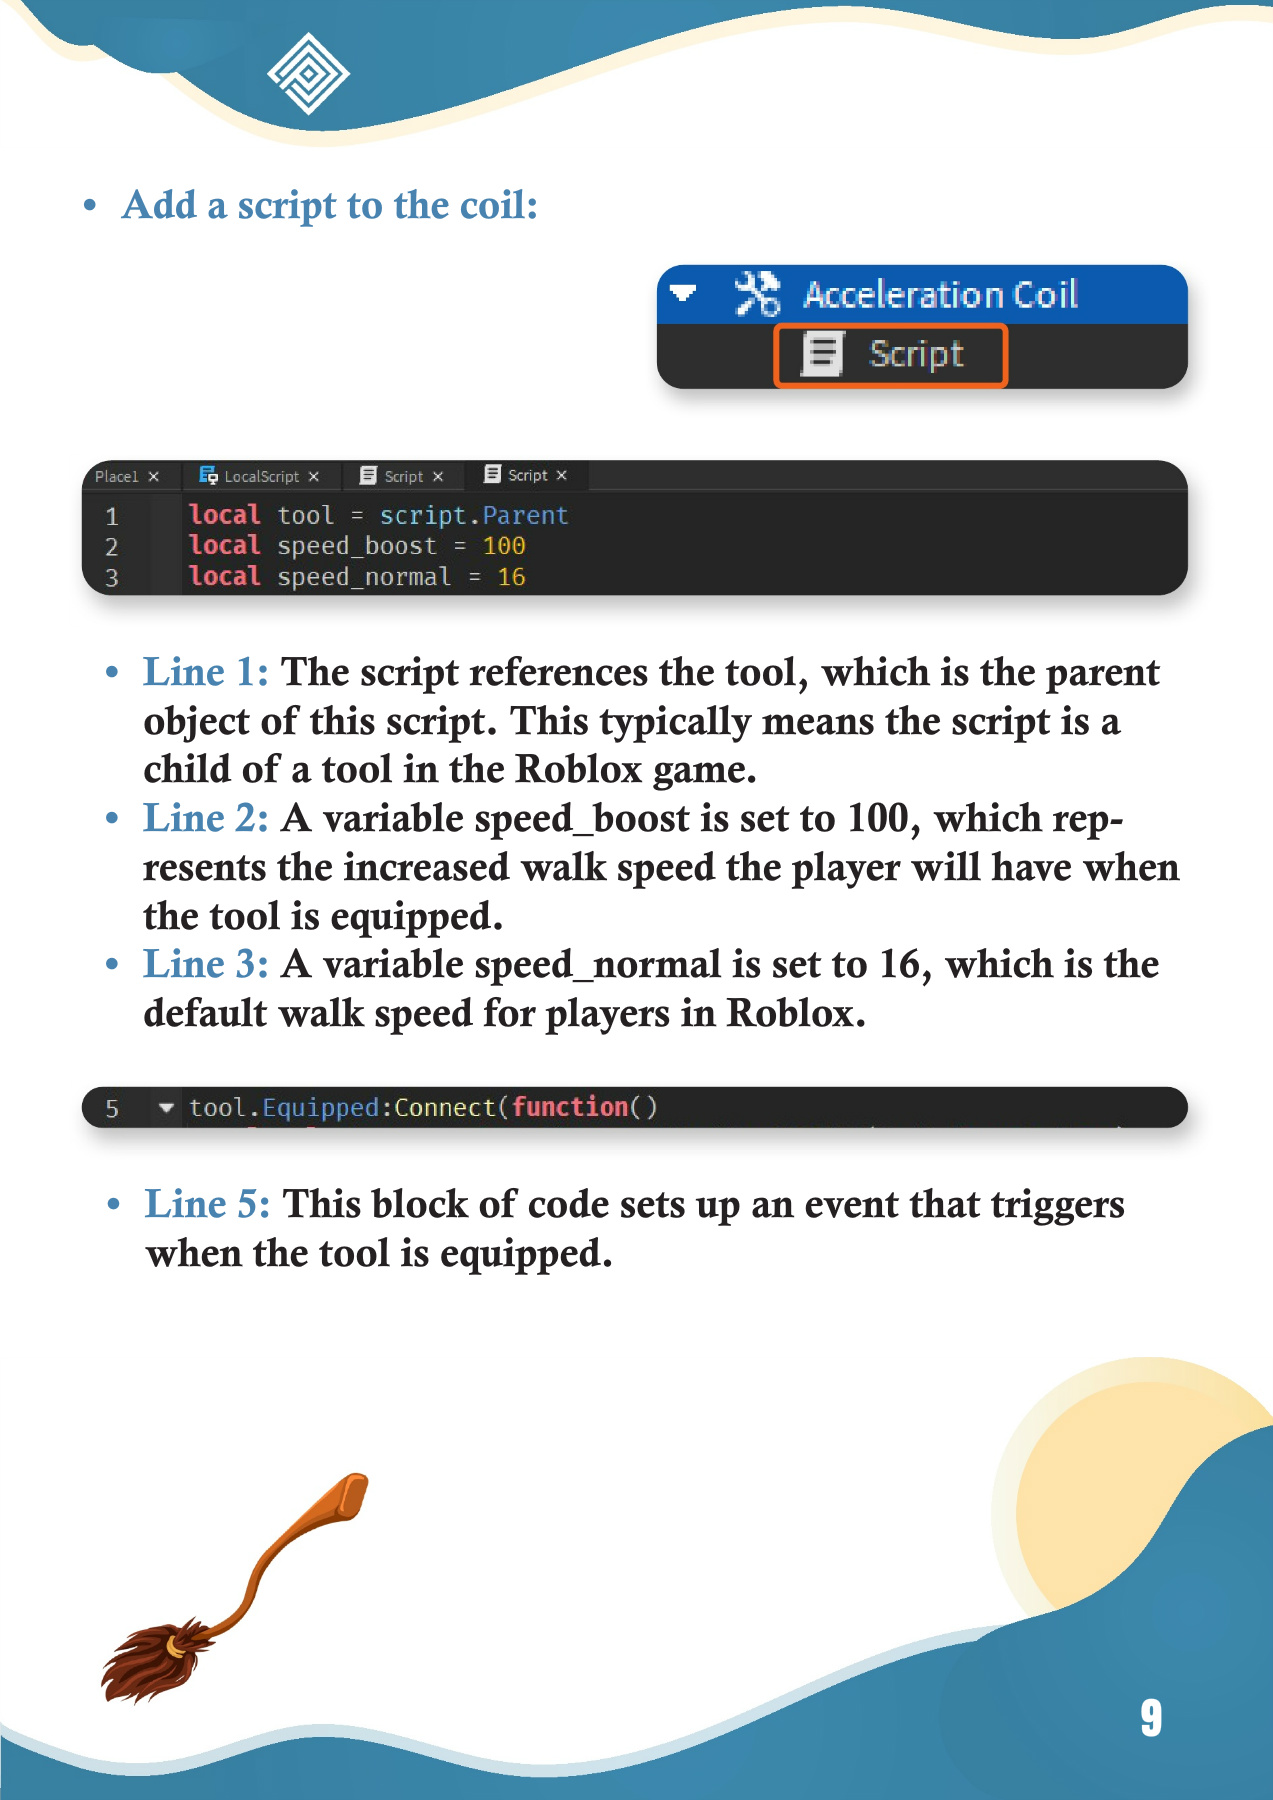 • Add a script to the coil:
Acceleration Coil
Script
Place1 × LocalScript × Script × Script ×
1 local tool = script.Parent
2 local speed_boost = 100
3 local speed_normal = 16
• Line 1: The script references the tool, which is the parent
object of this script. This typically means the script is a
child of a tool in the Roblox game.
• Line 2: A variable speed_boost is set to 100, which rep-
resents the increased walk speed the player will have when
the tool is equipped.
• Line 3: A variable speed_normal is set to 16, which is the
default walk speed for players in Roblox.
5 tool.Equipped:Connect(function()
• Line 5: This block of code sets up an event that triggers
when the tool is equipped.
9